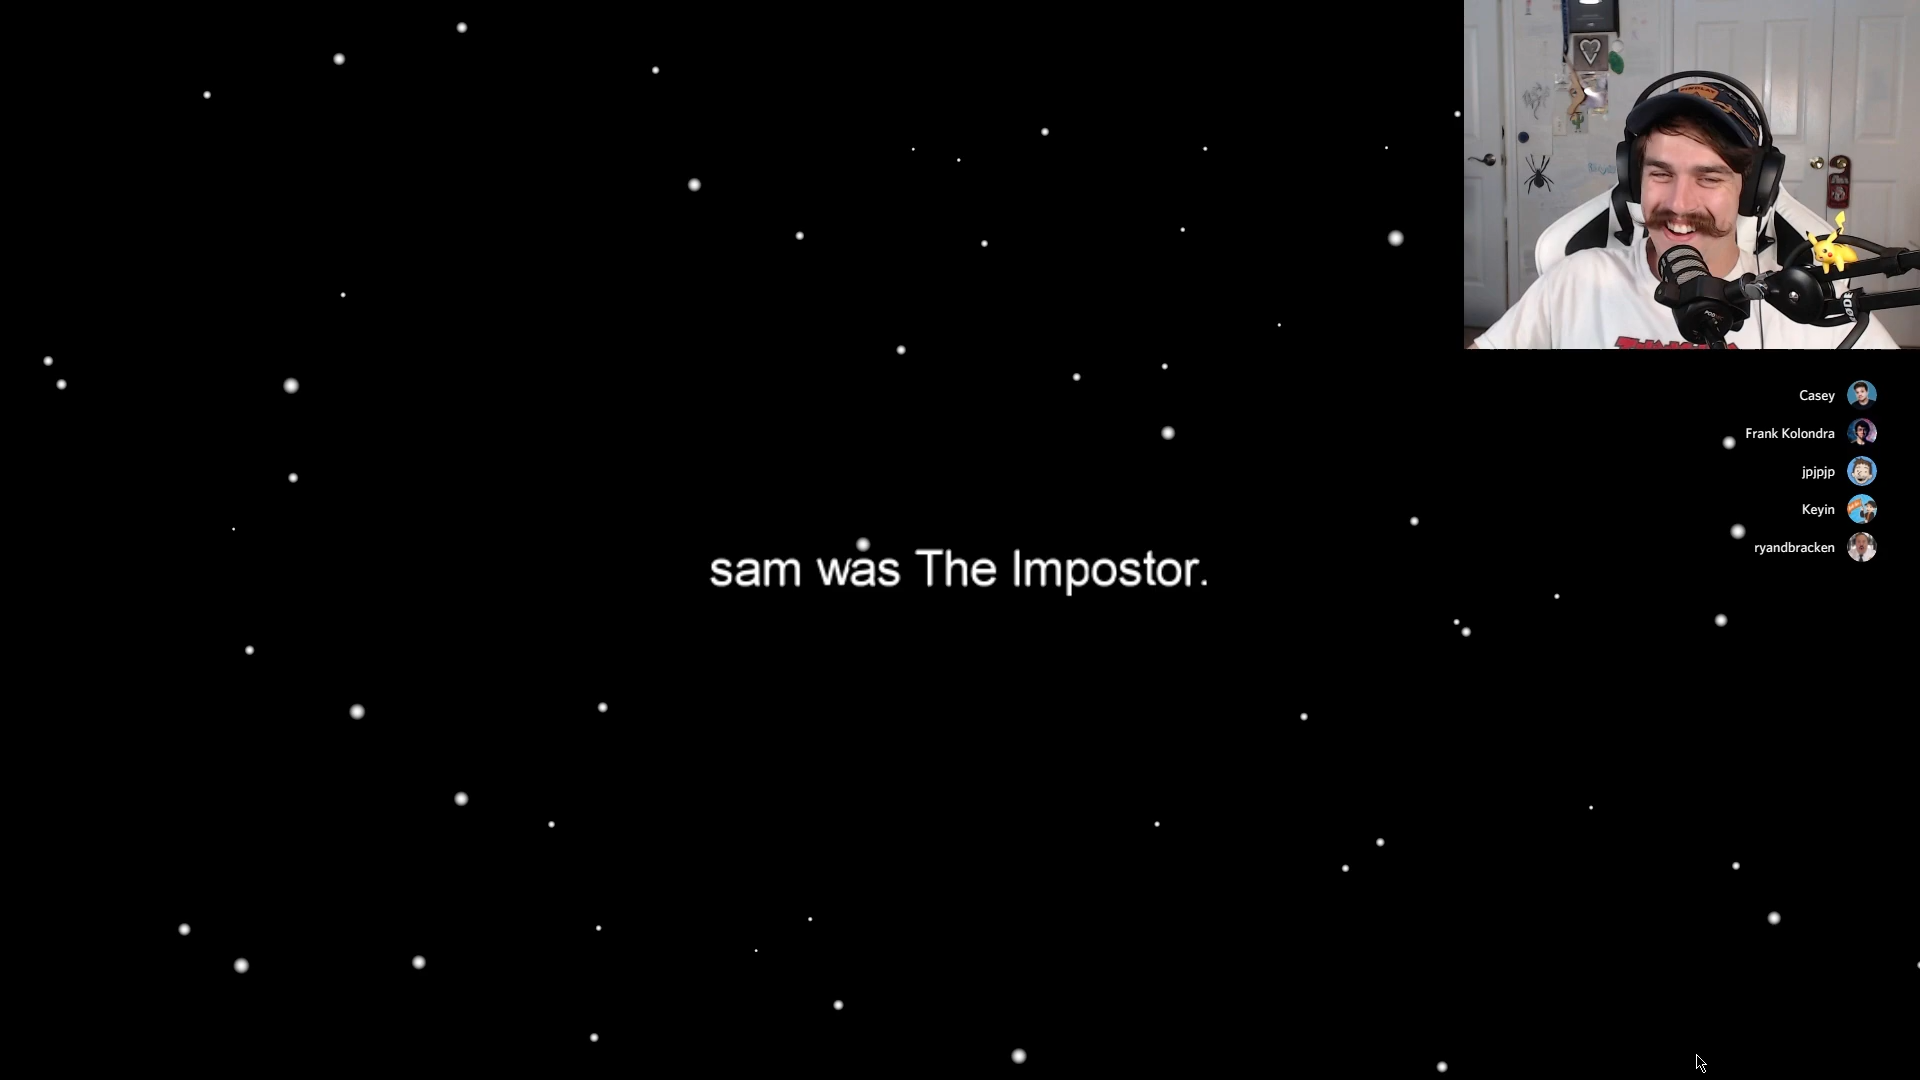 sam was The Impostor.
Casey
Frank Kolondra
jpjpjp
Keyin
ryandbracken